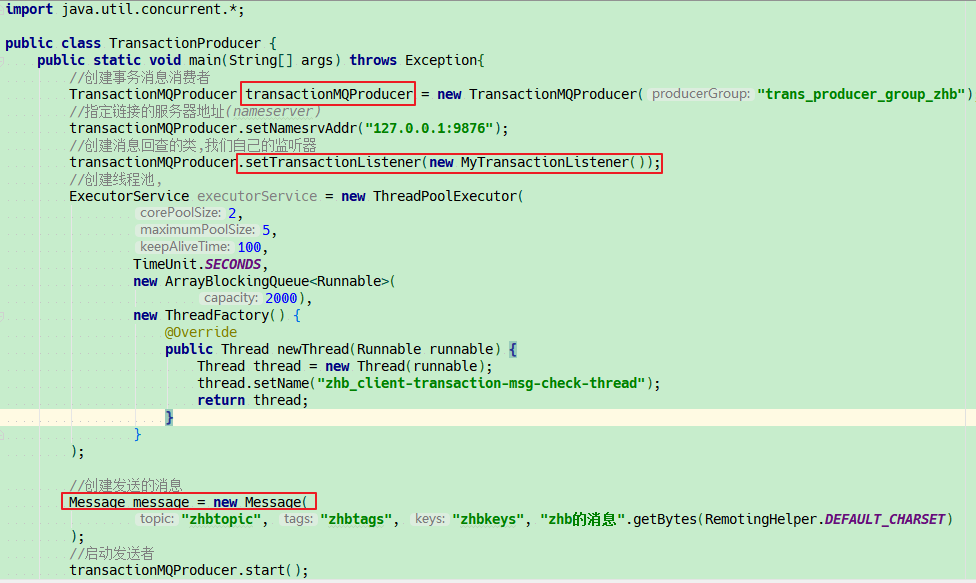 import java.util.concurrent.*;
public class TransactionProducer {
public static void main(String[] args) throws Exception{
//创建事务消息消费者
TransactionMQProducer transactionMQProducer = new TransactionMQProducer( producerGroup: "trans_producer_group_zhb")
//指定链接的服务器地址(nameserver)
transactionMQProducer.setNamesrvAddr("127.0.0.1:9876");
//创建消息回查的类,我们自己的监听器
transactionMQProducer.setTransactionListener(new MyTransactionListener());
//创建线程池,
ExecutorService executorService = new ThreadPoolExecutor(
corePoolSize: 2,
maximumPoolSize: 5,
keepAliveTime: 100,
TimeUnit.SECONDS,
new ArrayBlockingQueue<Runnable>(
capacity: 2000),
new ThreadFactory() {
@Override
public Thread newThread(Runnable runnable) {
Thread thread = new Thread(runnable);
thread.setName("zhb_client-transaction-msg-check-thread");
return thread;
}
}
);
//创建发送的消息
Message message = new Message(
topic: "zhbtopic", tags: "zhbtags", keys: "zhbkeys", "zhb的消息".getBytes(RemotingHelper.DEFAULT_CHARSET)
);
//启动发送者
transactionMQProducer.start();